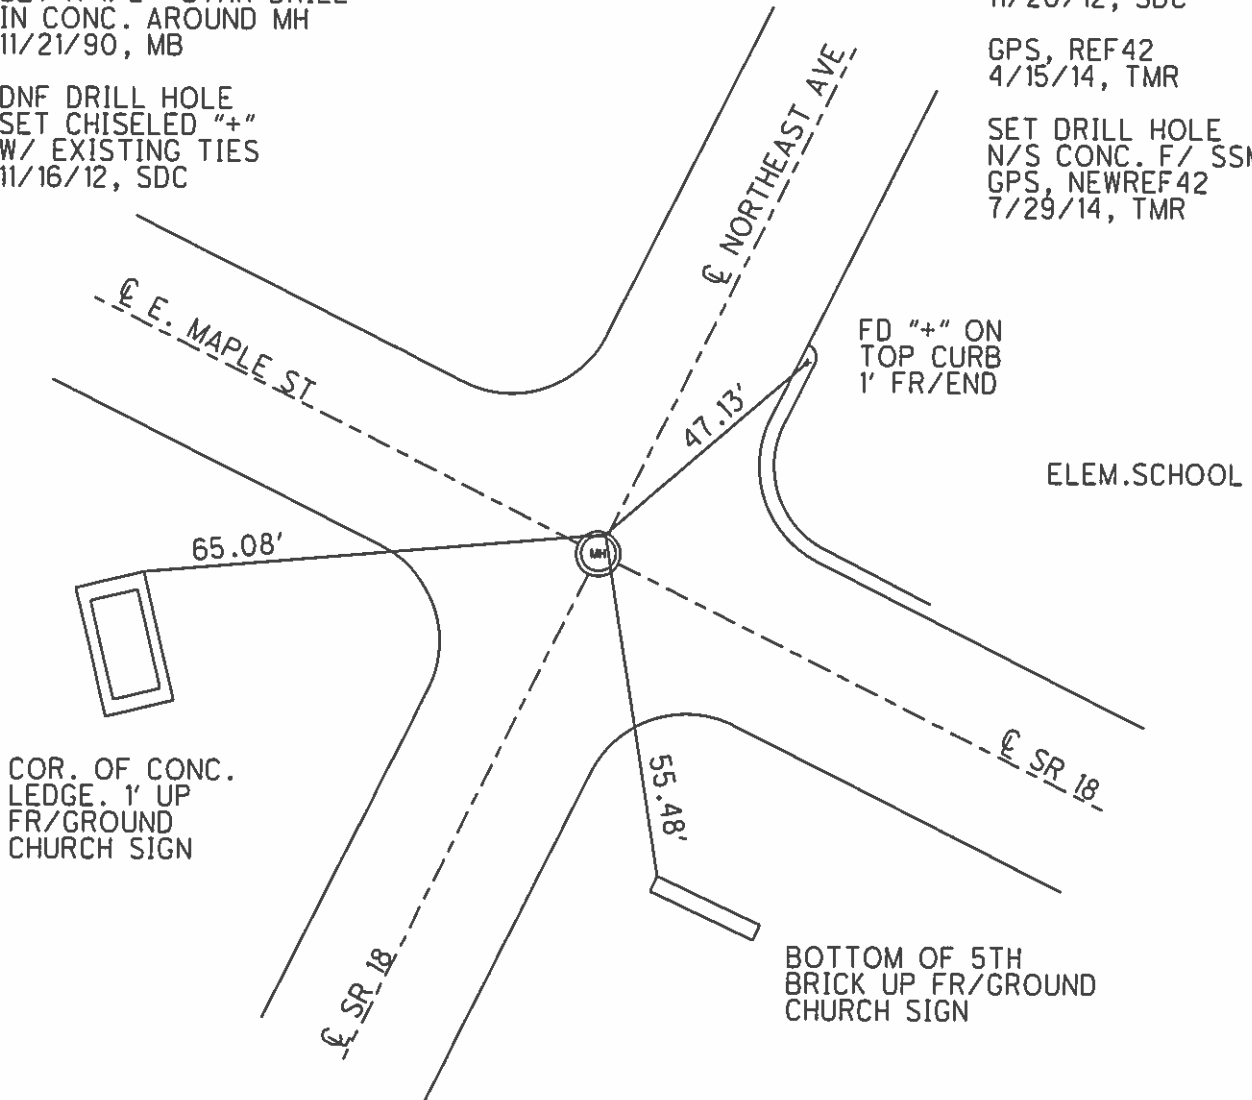 IN CONC. AROUND MH
11/21/90, MB
DNF DRILL HOLE
SET CHISELED "+"
W/ EXISTING TIES
11/16/12, SDC
GPS, REF42
4/15/14, TMR
SET DRILL HOLE
N/S CONC. F/
GPS, NEWREF42
7/29/14, TMR
℄ NORTHEAST AVE
℄ E. MAPLE ST
FD "+" ON
TOP CURB
1' FR/END
47.13'
ELEM.SCHOOL
65.08'
MH
℄ SR 18
55.48'
COR. OF CONC.
LEDGE. 1' UP
FR/GROUND
CHURCH SIGN
℄ SR 18
BOTTOM OF 5TH
BRICK UP FR/GROUND
CHURCH SIGN